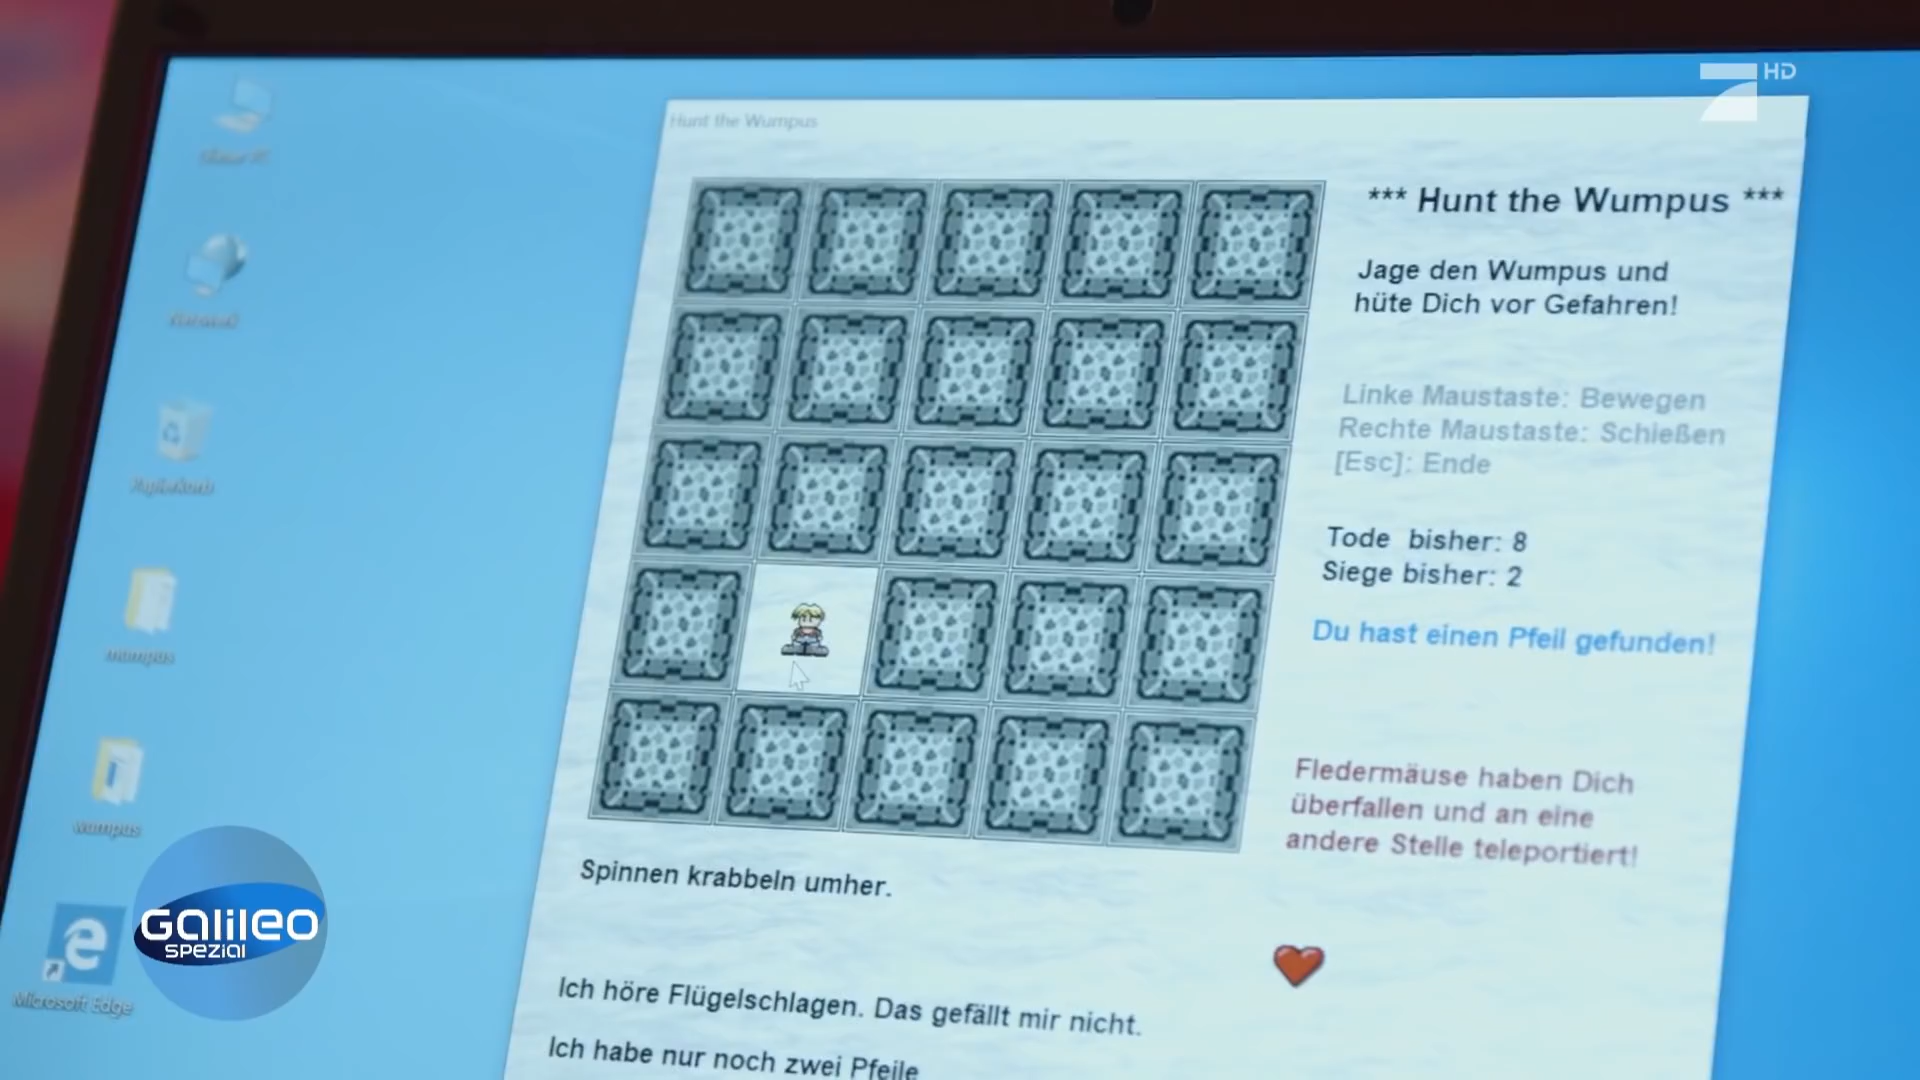 HD
Hunt the Wumpus
*** Hunt the Wumpus ***
Jage den Wumpus und
hüte Dich vor Gefahren!
Linke Maustaste: Bewegen
Rechte Maustaste: Schießen
[Esc]: Ende
Tode bisher: 8
Siege bisher: 2
Du hast einen Pfeil gefunden!
Fledermäuse haben Dich
überfallen und an eine
andere Stelle teleportiert!
Spinnen krabbeln umher.
Ich höre Flügelschlagen. Das gefällt mir nicht.
Ich habe nur noch zwei Pfeile
Netzwerk
Papierkorb
wumpus
Microsoft Edge
Galileo
Spezial